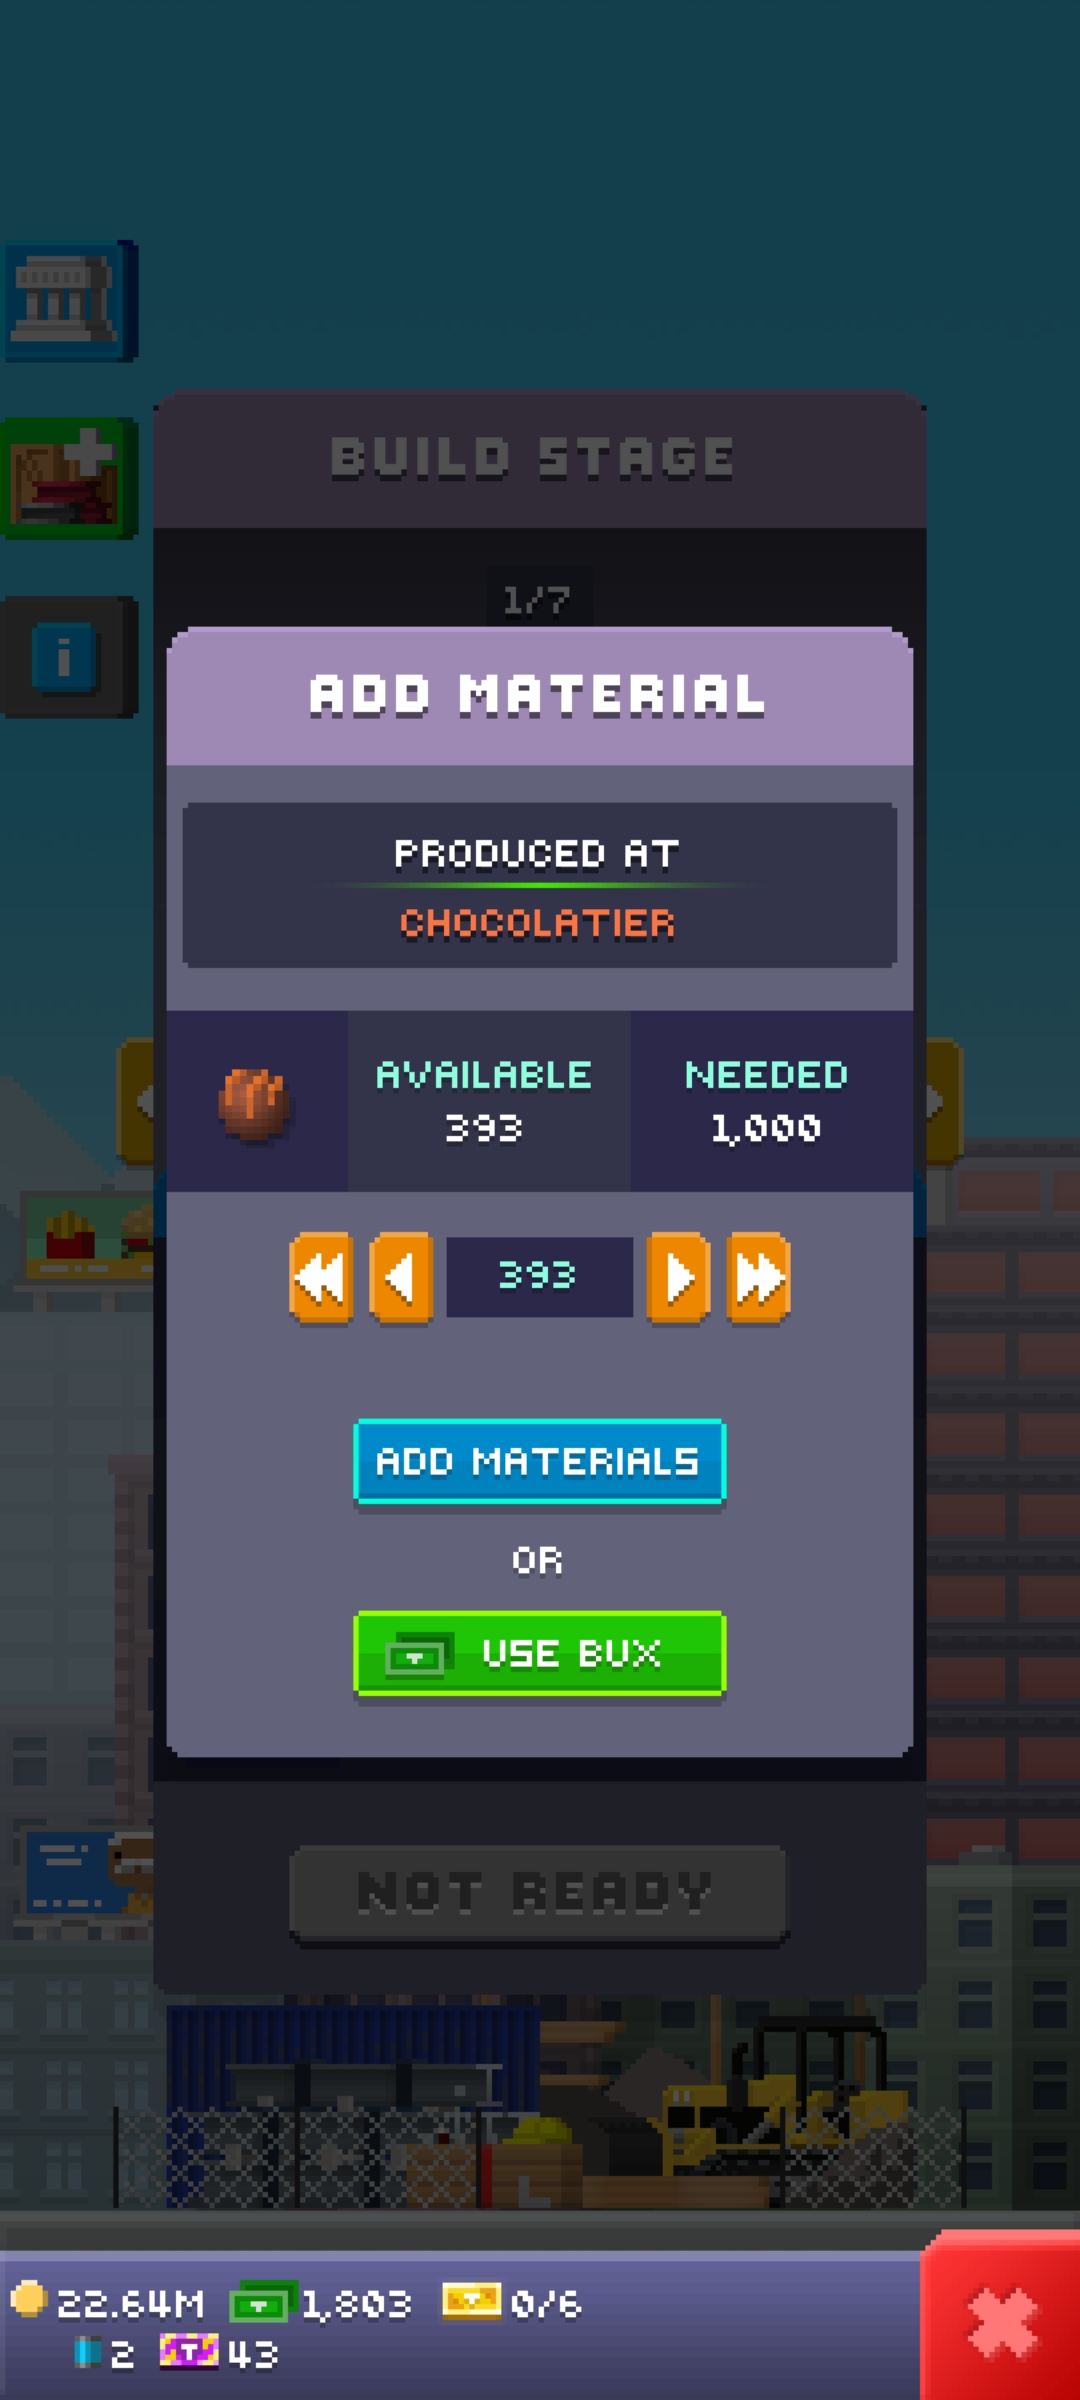 BUILD STAGE
1/7
ADD MATERIAL
PRODUCED AT
CHOCOLATIER
AVAILABLE
393
NEEDED
1,000
393
ADD MATERIALS
OR
USE BUX
NOT READY
22.64M 1,803 0/6
2 43